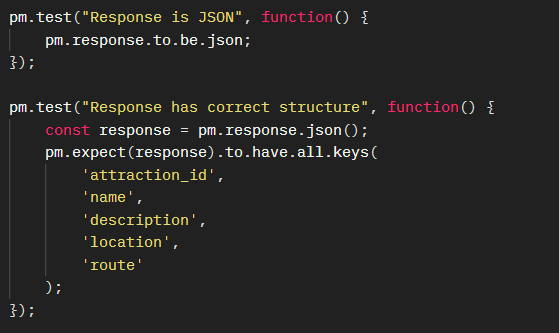 pm.test("Response is JSON", function() {
    pm.response.to.be.json;
});

pm.test("Response has correct structure", function() {
    const response = pm.response.json();
    pm.expect(response).to.have.all.keys(
        'attraction_id',
        'name',
        'description',
        'location',
        'route'
    );
});